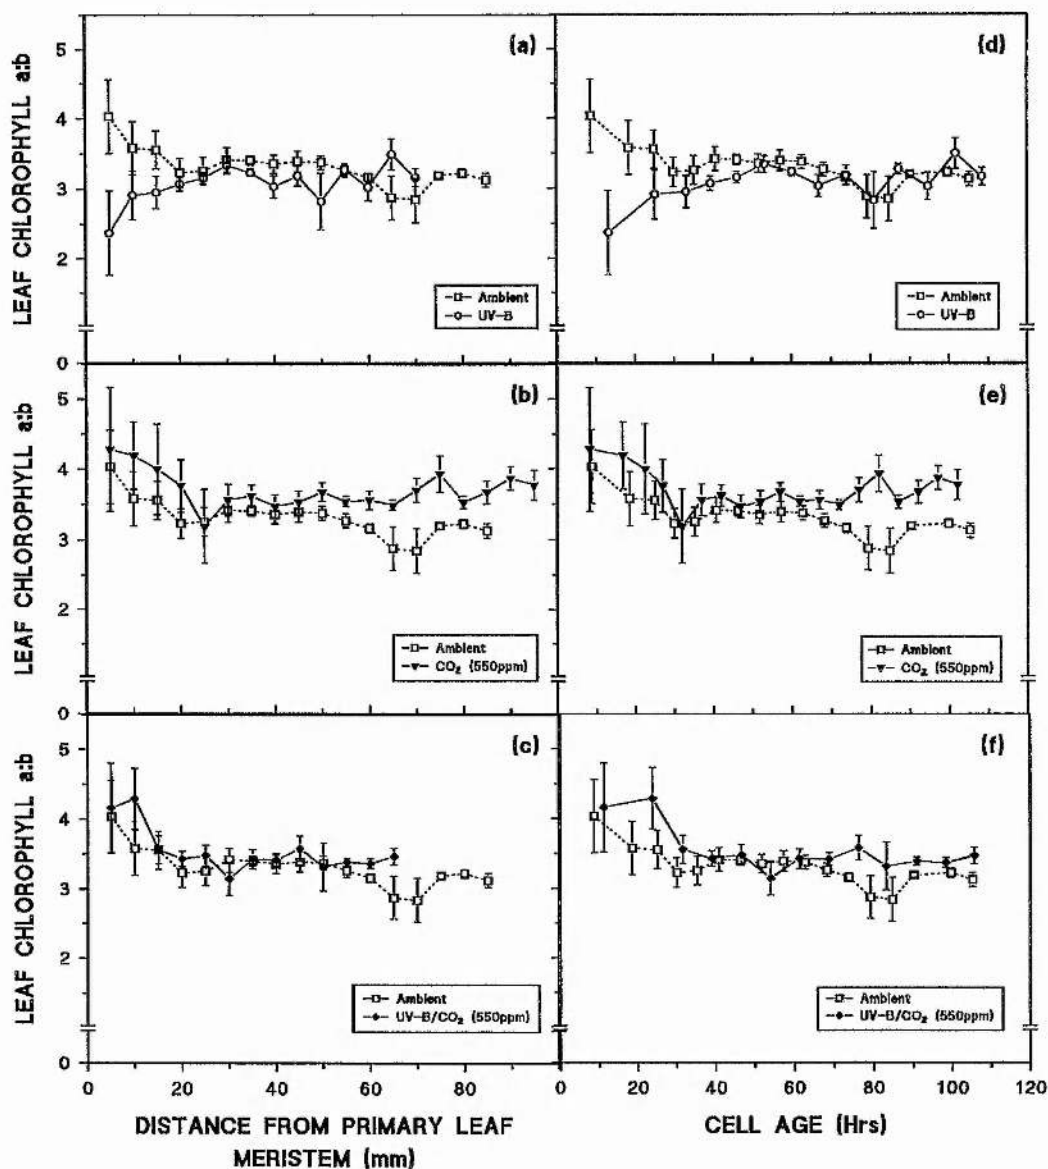 (a)
(d)
LEAF CHLOROPHYLL a:b
5
4
3
2
Ambient
UV-B
Ambient
UV-B
0
(b)
(e)
LEAF CHLOROPHYLL a:b
5
4
3
2
Ambient
CO₂ (550ppm)
Ambient
CO₂ (550ppm)
0
(c)
(f)
LEAF CHLOROPHYLL a:b
5
4
3
2
Ambient
UV-B/CO₂ (550ppm)
Ambient
UV-B/CO₂ (550ppm)
0
0 20 40 60 80 0 20 40 60 80 100 120
DISTANCE FROM PRIMARY LEAF
MERISTEM (mm)
CELL AGE (Hrs)